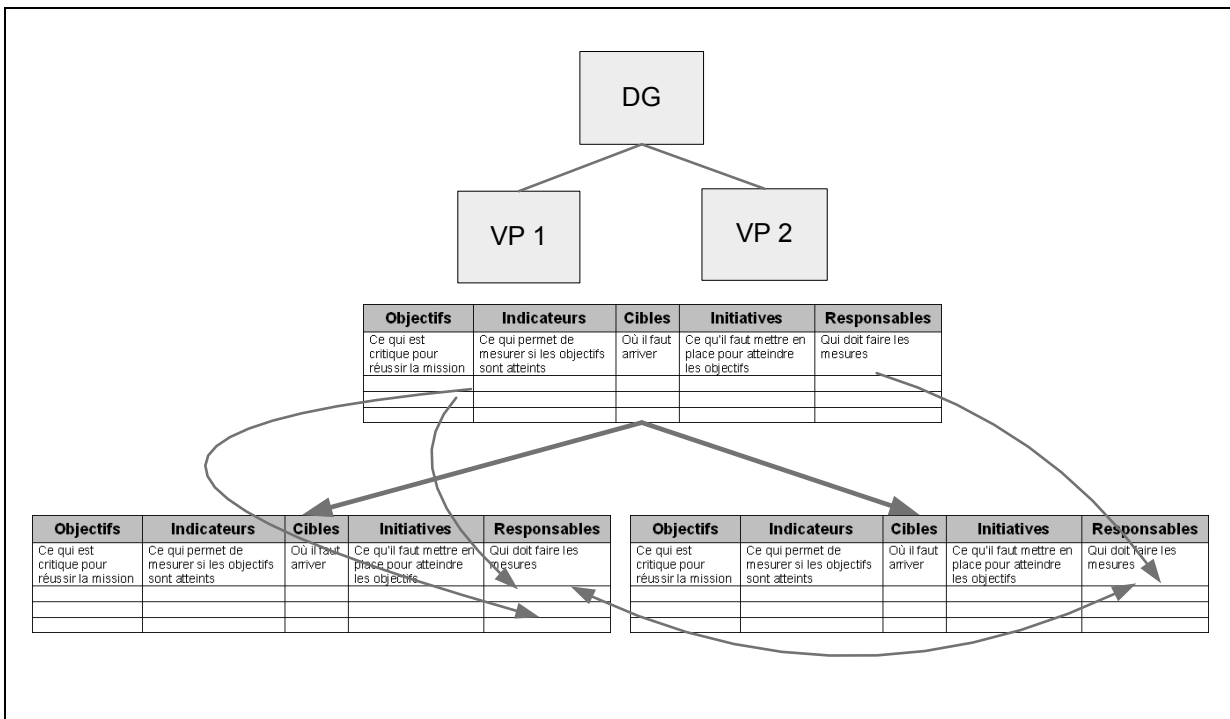 DG
VP 1
VP 2
Objectifs Indicateurs Cibles Initiatives Responsables
Ce qui est Ce qui permet de Où il faut Ce qu'il faut mettre en Qui doit faire les
critique pour mesurer si les objectifs arriver place pour atteindre mesures
réussir la mission sont atteints les objectifs
Objectifs Indicateurs Cibles Initiatives Responsables
Ce qui est Ce qui permet de Où il faut Ce qu'il faut mettre en Qui doit faire les
critique pour mesurer si les objectifs arriver place pour atteindre mesures
réussir la mission sont atteints les objectifs
Objectifs Indicateurs Cibles Initiatives Responsables
Ce qui est Ce qui permet de Où il faut Ce qu'il faut mettre en Qui doit faire les
critique pour mesurer si les objectifs arriver place pour atteindre mesures
réussir la mission sont atteints les objectifs